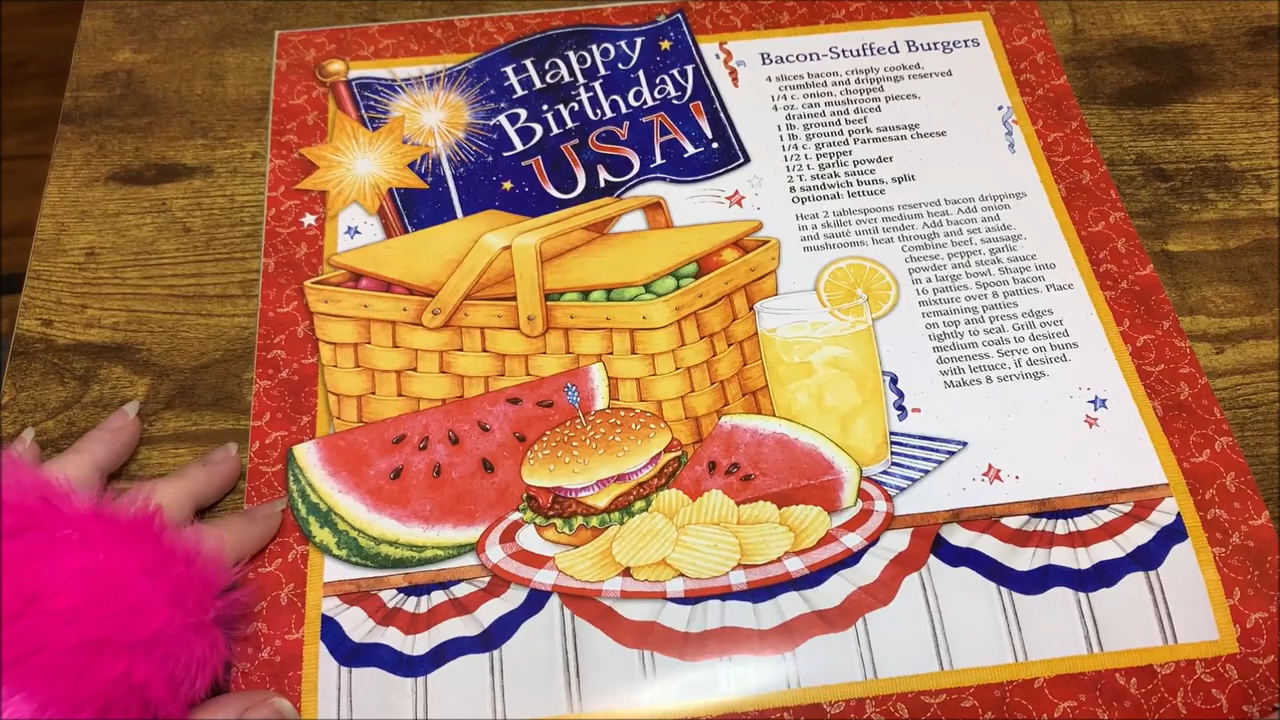 Happy
Birthday
USA!
Bacon-Stuffed Burgers
4 slices bacon, crisply cooked,
crumbled and drippings reserved
1/4 c. onion, chopped
4-oz. can mushroom pieces,
drained and diced
1 lb. ground beef
1 lb. ground pork sausage
1/4 c. grated Parmesan cheese
1/2 t. pepper
1/2 t. garlic powder
2 T. steak sauce
8 sandwich buns, split
Optional: lettuce
Heat 2 tablespoons reserved bacon drippings
in a skillet over medium heat. Add onion
and sauté until tender. Add bacon and
mushrooms; heat through and set aside.
Combine beef, sausage,
cheese, pepper, garlic
powder and steak sauce
in a large bowl. Shape into
16 patties. Spoon bacon
mixture over 8 patties. Place
remaining patties
on top and press edges
tightly to seal. Grill over
medium coals to desired
doneness. Serve on buns
with lettuce, if desired.
Makes 8 servings.